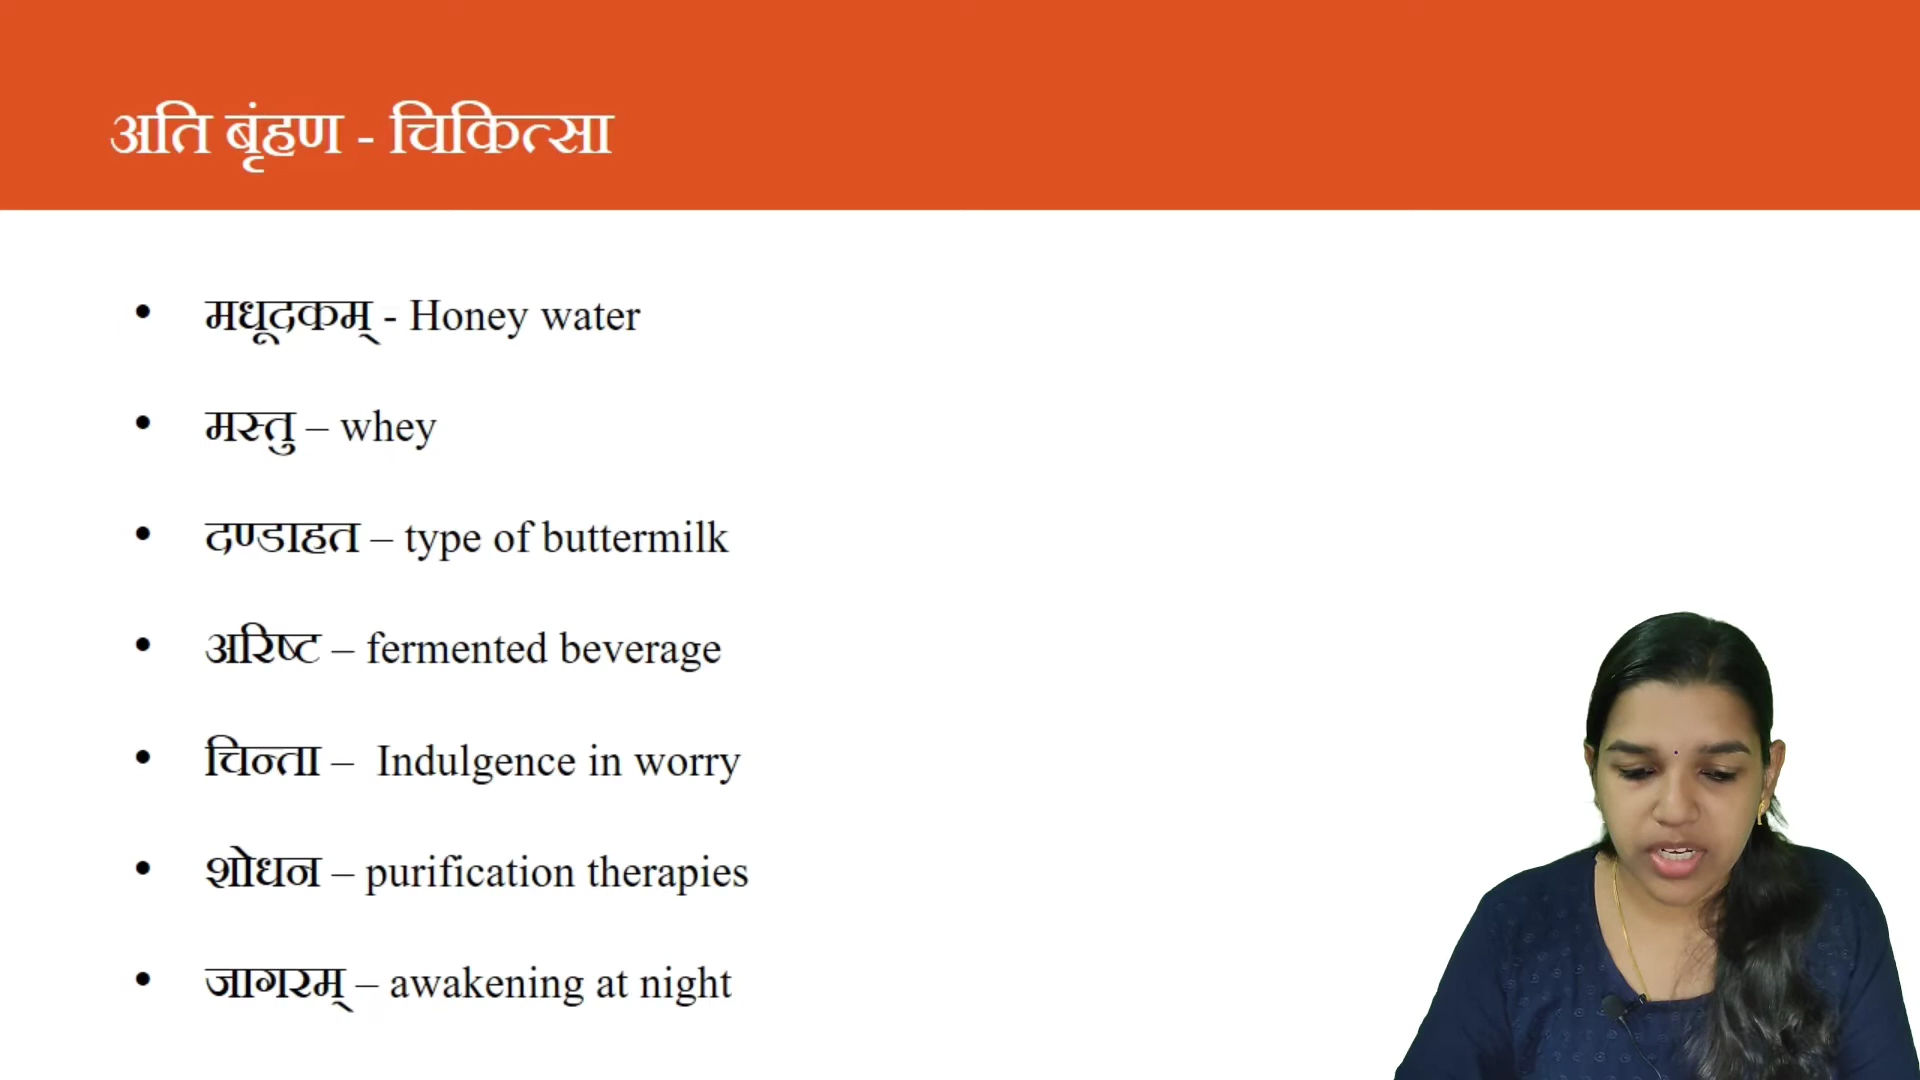 अति बृंहण - चिकित्सा
• मधूदकम् - Honey water
• मस्तु – whey
• दण्डाहत – type of buttermilk
• अरिष्ट – fermented beverage
• चिन्ता – Indulgence in worry
• शोधन – purification therapies
• जागरम् – awakening at night